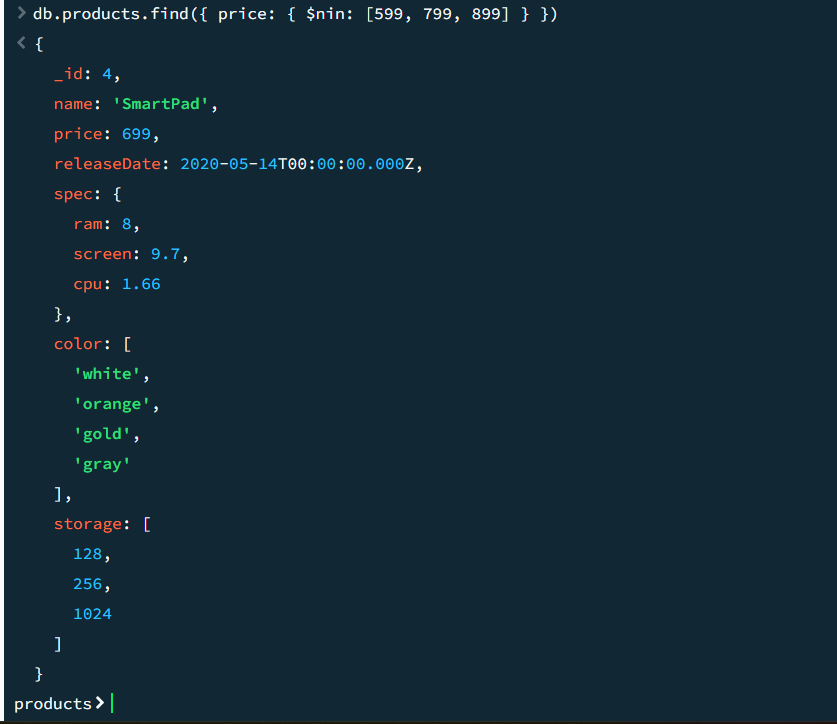 > db.products.find({ price: { $nin: [599, 799, 899] } })
< {
_id: 4,
name: 'SmartPad',
price: 699,
releaseDate: 2020-05-14T00:00:00.000Z,
spec: {
ram: 8,
screen: 9.7,
cpu: 1.66
},
color: [
'white',
'orange',
'gold',
'gray'
],
storage: [
128,
256,
1024
]
}
products>